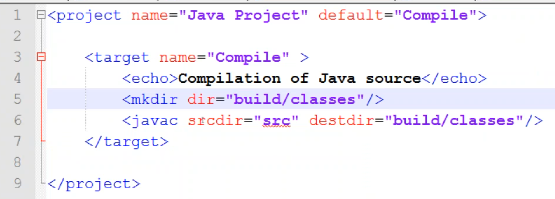 1 <project name="Java Project" default="Compile">
2
3 <target name="Compile" >
4 <echo>Compilation of Java source</echo>
5 <mkdir dir="build/classes"/>
6 <javac srcdir="src" destdir="build/classes"/>
7 </target>
8
9 </project>